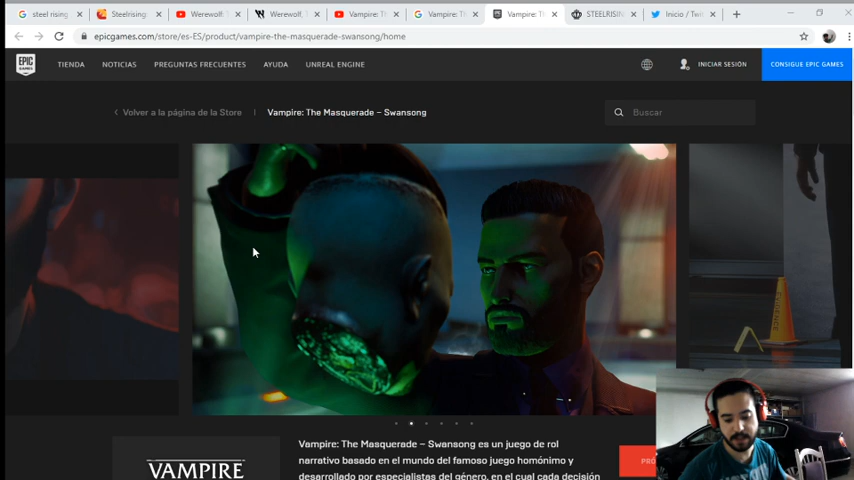 steel rising
Steelrising:
Werewolf:
Werewolf, T
Vampire: Th
Vampire: Th
Vampire: Th
STEELRISIN
Inicio / Twi
epicgames.com/store/es-ES/product/vampire-the-masquerade-swansong/home
EPIC GAMES
TIENDA NOTICIAS PREGUNTAS FRECUENTES AYUDA UNREAL ENGINE
INICIAR SESIÓN
CONSIGUE EPIC GAMES
Volver a la página de la Store
Vampire: The Masquerade – Swansong
Buscar
EVIDENCE
VAMPIRE
Vampire: The Masquerade – Swansong es un juego de rol
narrativo basado en el mundo del famoso juego homónimo y
desarrollado por especialistas del género, en el cual cada decisión
PRÓ